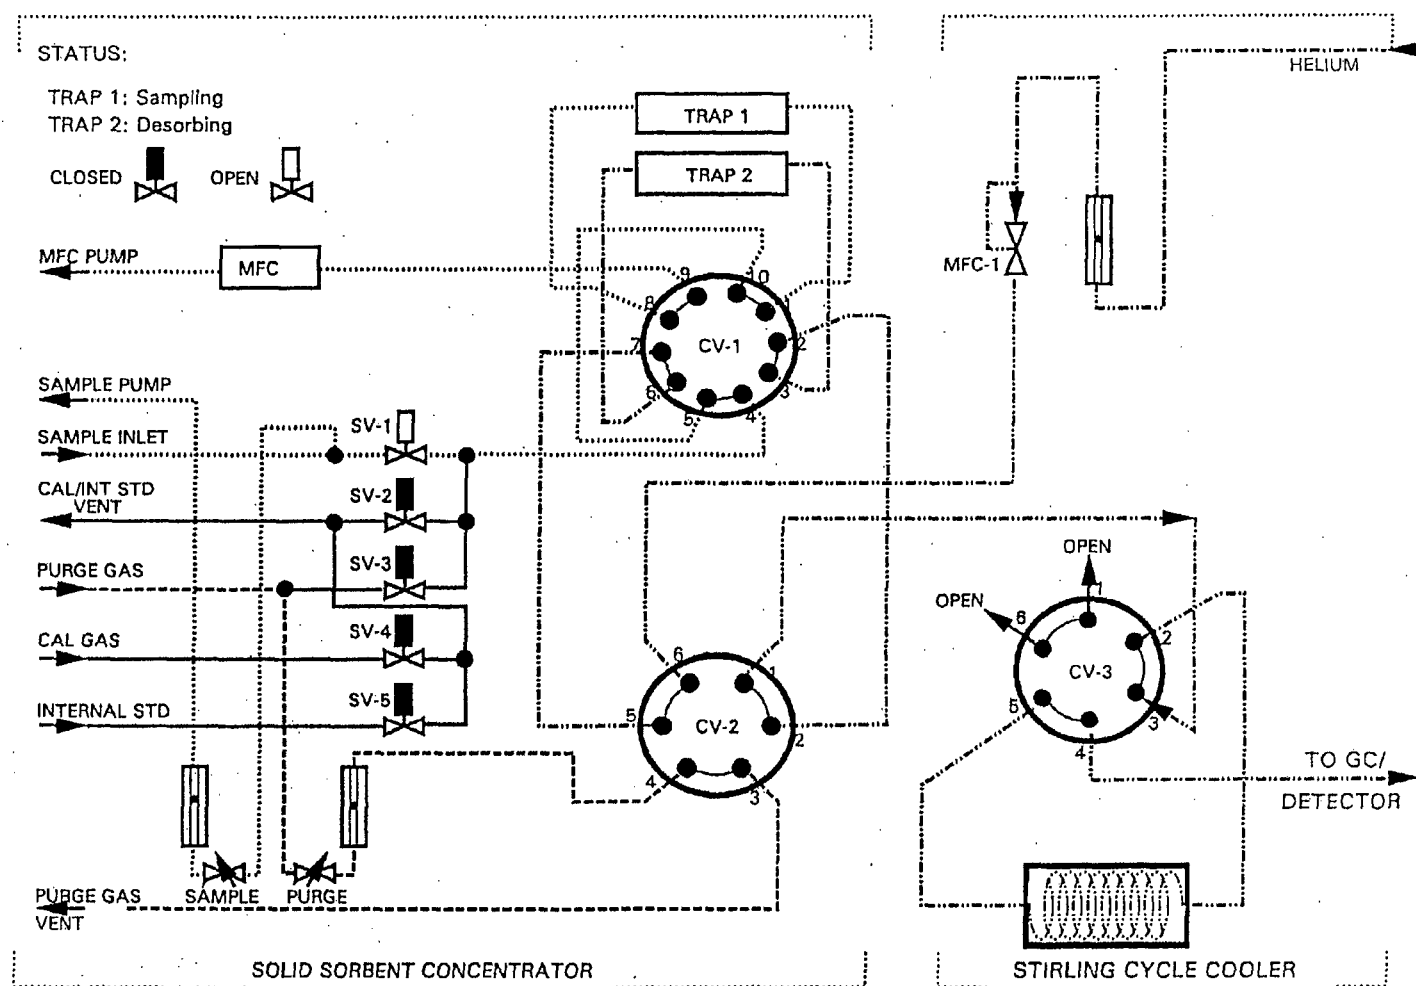 STATUS:
TRAP 1: Sampling
TRAP 2: Desorbing
CLOSED
OPEN
TRAP 1
TRAP 2
HELIUM
MFC-1
MFC PUMP
MFC
9
10
8
1
7
CV-1
2
6
3
5
4
SAMPLE PUMP
SAMPLE INLET
SV-1
CAL/INT STD
VENT
SV-2
PURGE GAS
SV-3
CAL GAS
SV-4
INTERNAL STD
SV-5
OPEN
OPEN
1
6
2
CV-3
5
3
4
6
1
5
CV-2
2
4
3
TO GC/
DETECTOR
SAMPLE
PURGE
PURGE GAS
VENT
SOLID SORBENT CONCENTRATOR
STIRLING CYCLE COOLER